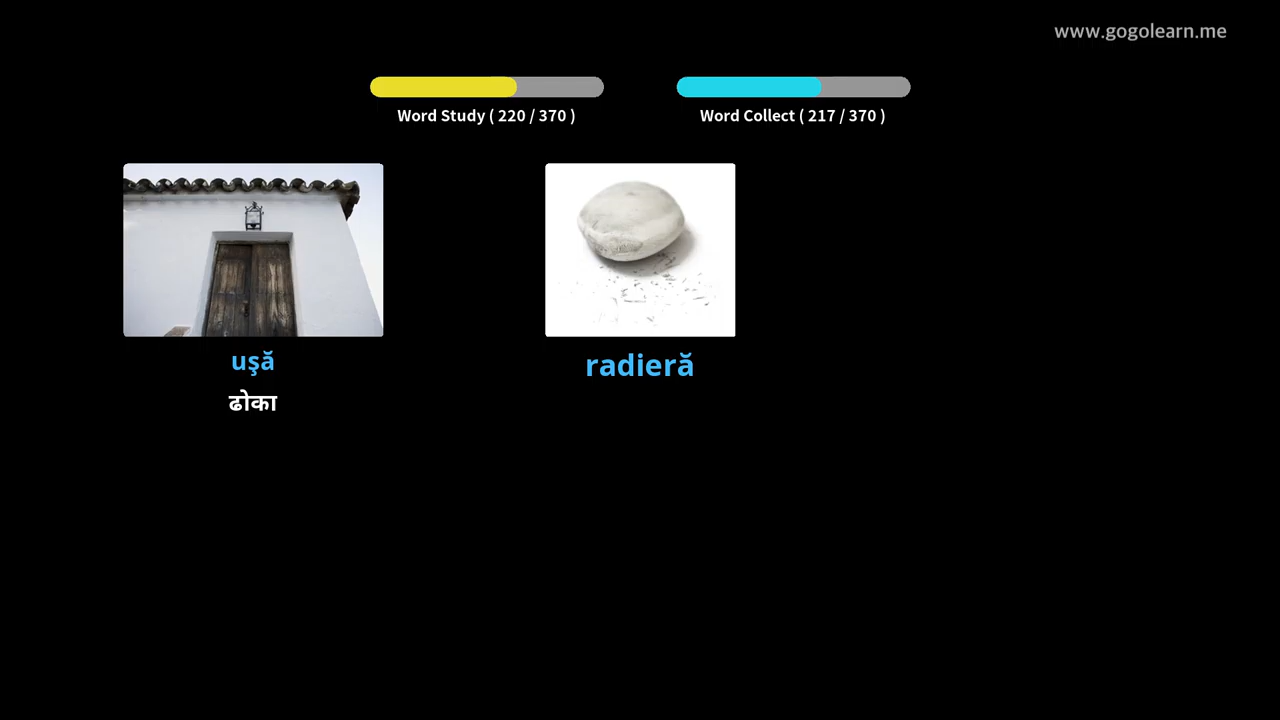 www.gogolearn.me
Word Study ( 220 / 370 )
Word Collect ( 217 / 370 )
uşă
radieră
ढोका